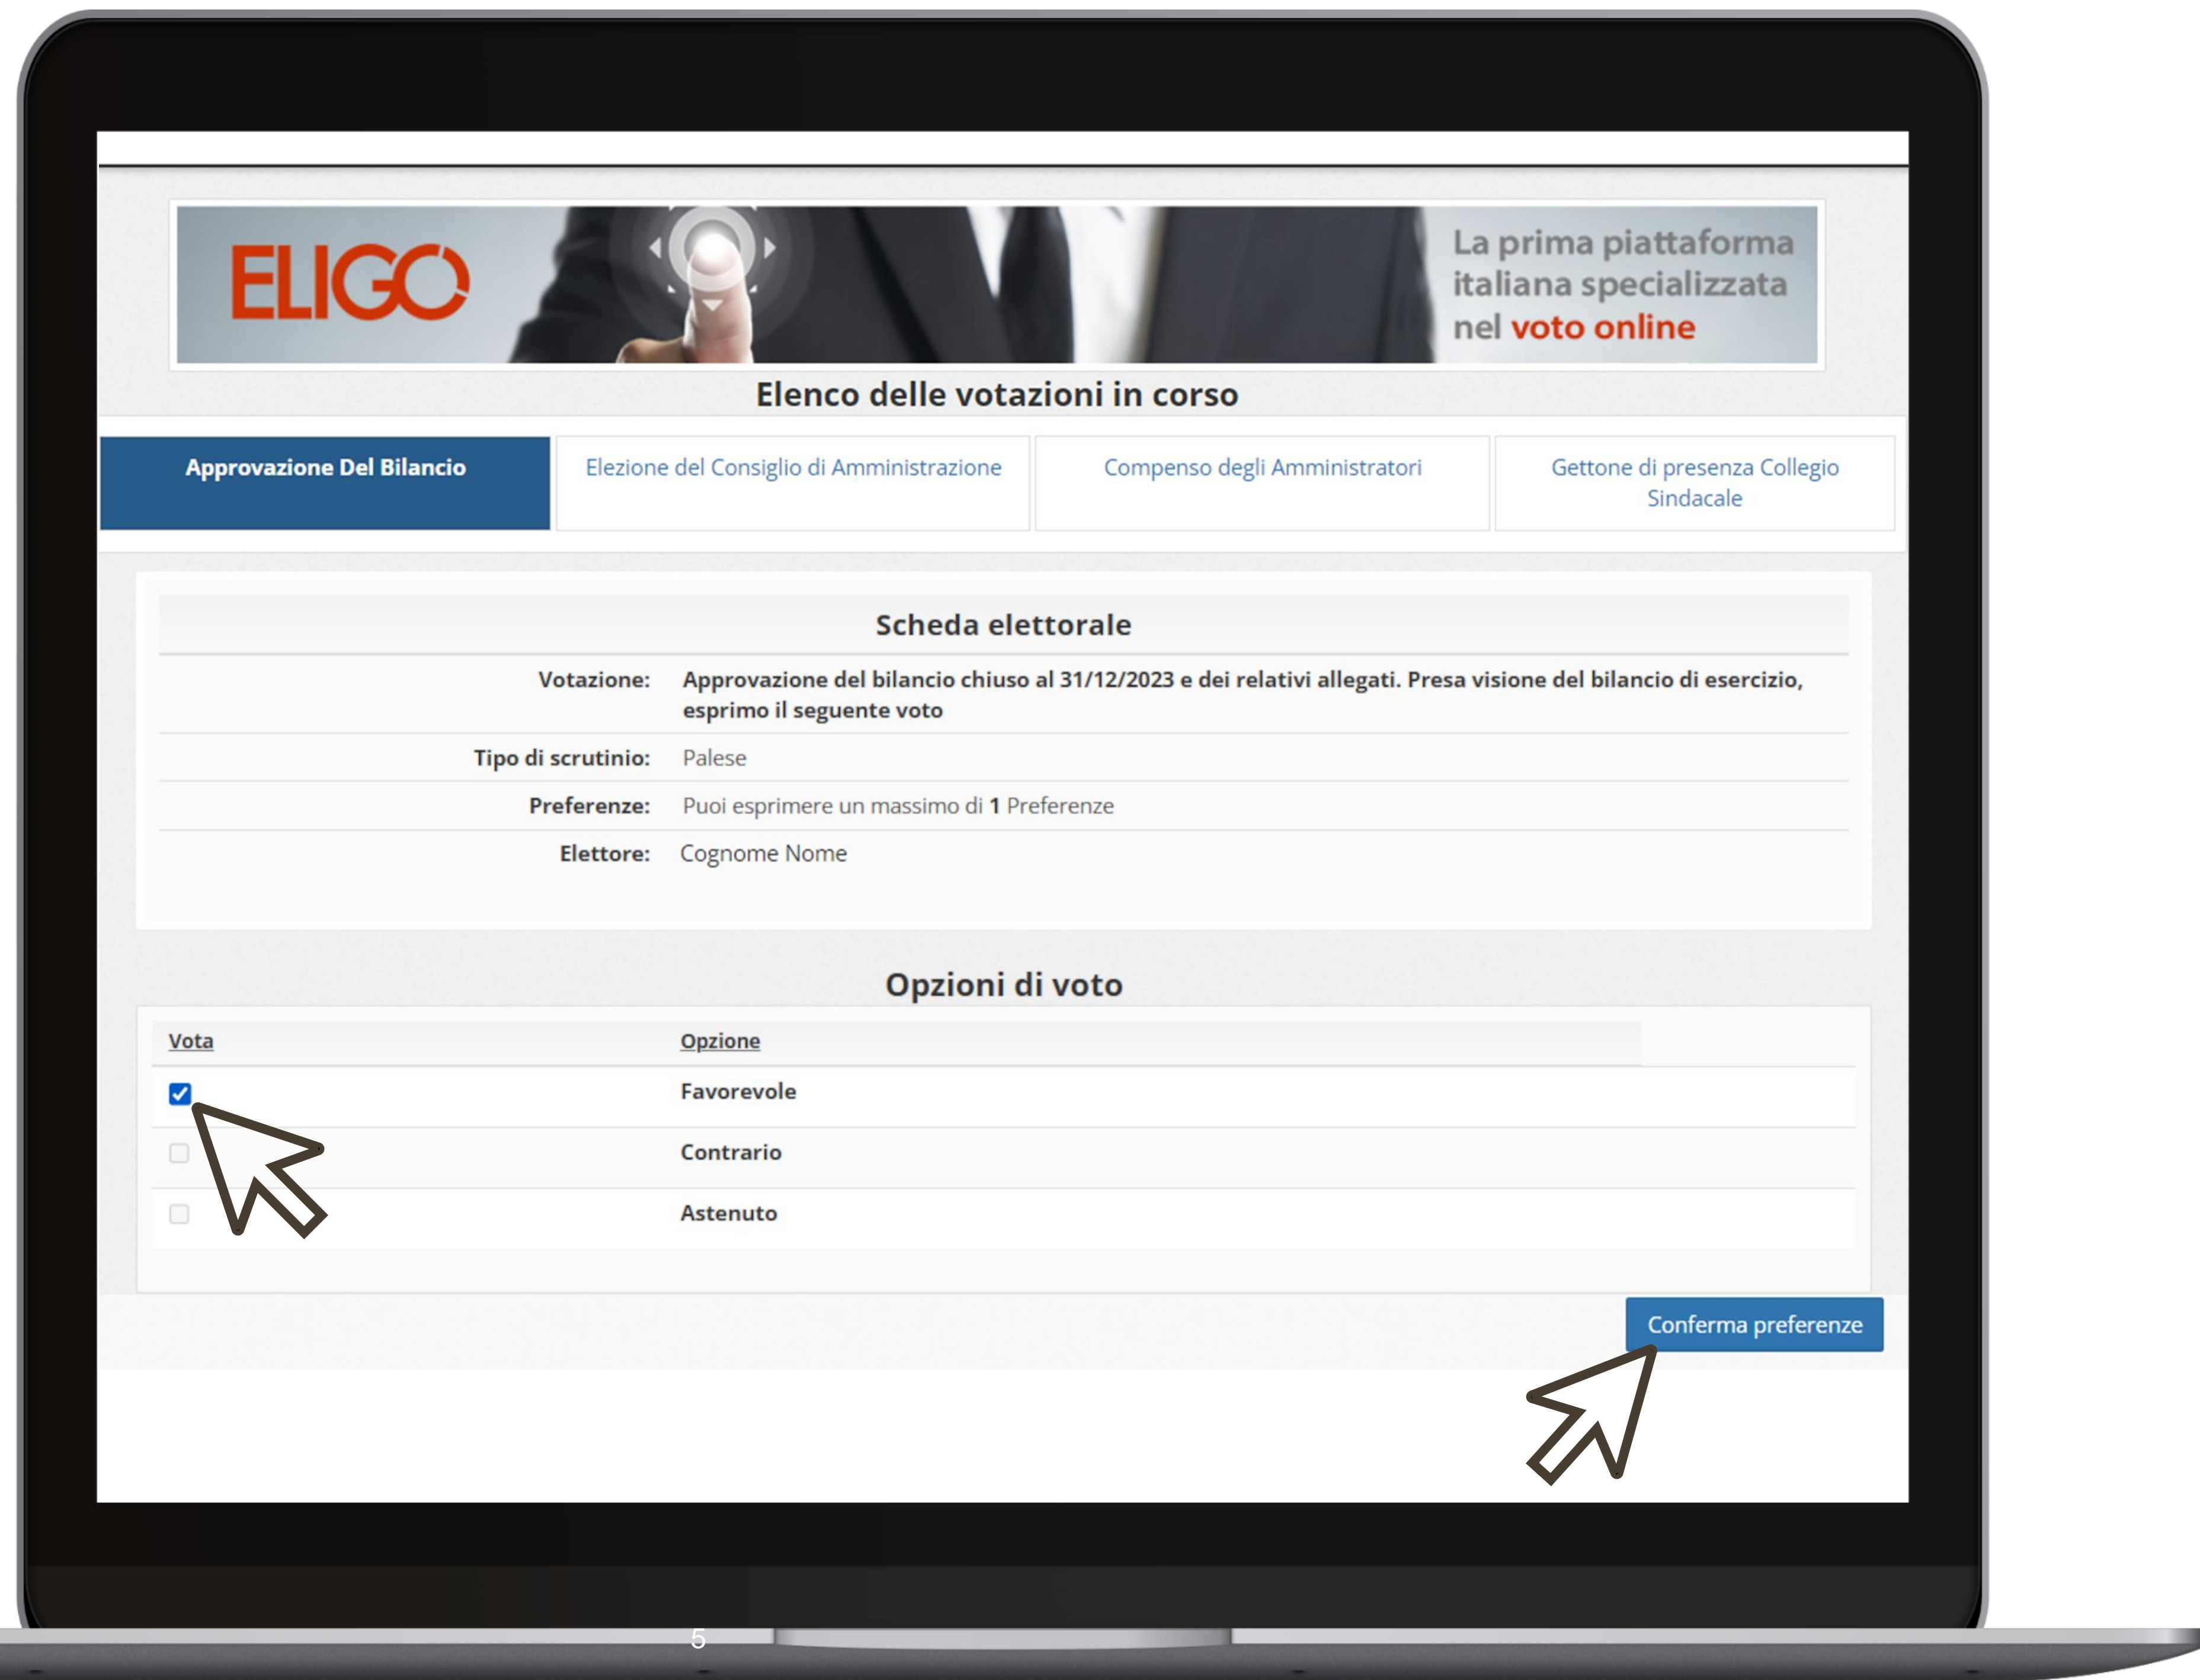 ELIGO
La prima piattaforma
italiana specializzata
nel voto online
Elenco delle votazioni in corso
Approvazione Del Bilancio
Elezione del Consiglio di Amministrazione
Compenso degli Amministratori
Gettone di presenza Collegio
Sindacale
Scheda elettorale
Votazione: Approvazione del bilancio chiuso al 31/12/2023 e dei relativi allegati. Presa visione del bilancio di esercizio,
esprimo il seguente voto
Tipo di scrutinio: Palese
Preferenze: Puoi esprimere un massimo di 1 Preferenze
Elettore: Cognome Nome
Opzioni di voto
Vota Opzione
Favorevole
Contrario
Astenuto
Conferma preferenze
5